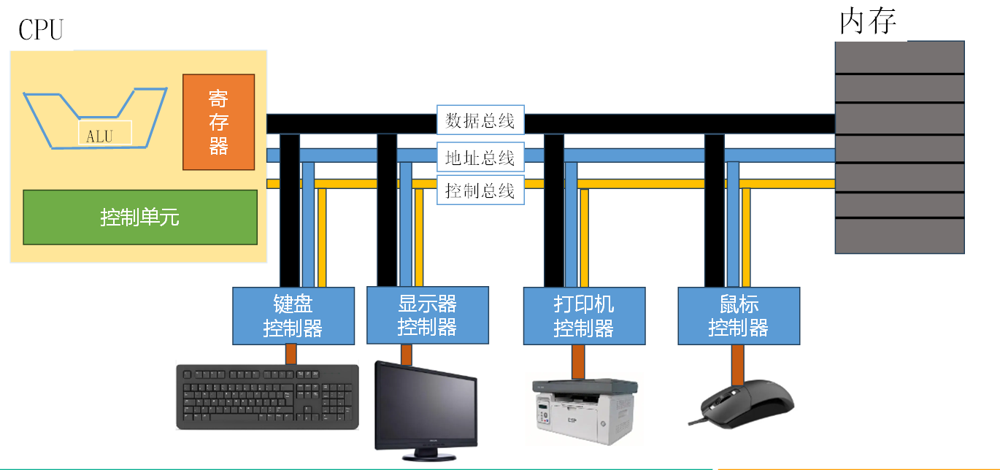 CPU
内存
ALU
寄
存
器
控制单元
数据总线
地址总线
控制总线
键盘
控制器
显示器
控制器
打印机
控制器
鼠标
控制器